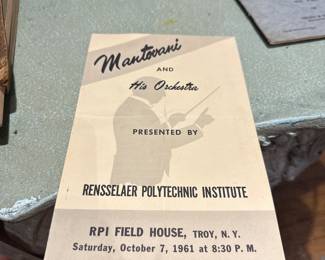 Mantovani
AND
His Orchestra
PRESENTED BY
RENSSELAER POLYTECHNIC INSTITUTE
RPI FIELD HOUSE, TROY, N. Y.
Saturday, October 7, 1961 at 8:30 P. M.